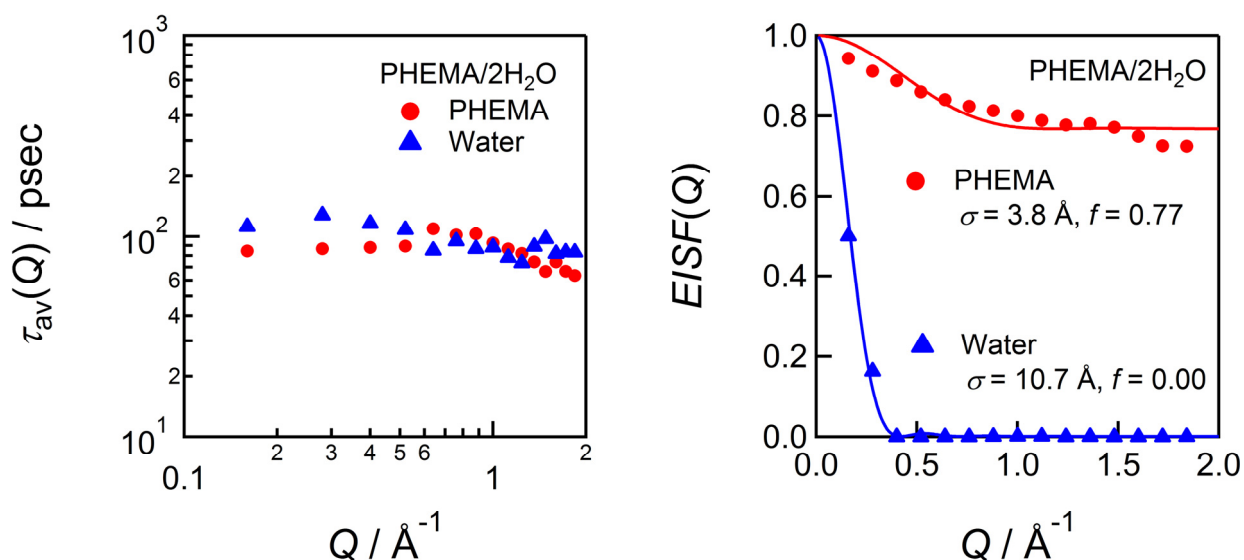 10³
6
4
2
10²
6
4
2
10¹
τav(Q) / psec
PHEMA/2H₂O
PHEMA
Water
0.1
2
3
4
5
6
1
2
Q / Å⁻¹
1.0
0.8
0.6
0.4
0.2
0.0
EISF(Q)
PHEMA/2H₂O
PHEMA
σ = 3.8 Å, f = 0.77
Water
σ = 10.7 Å, f = 0.00
0.0
0.5
1.0
1.5
2.0
Q / Å⁻¹